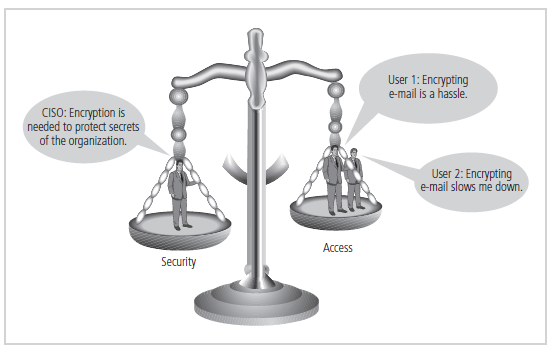 CISO: Encryption is
needed to protect secrets
of the organization.
User 1: Encrypting
e-mail is a hassle.
User 2: Encrypting
e-mail slows me down.
Security
Access